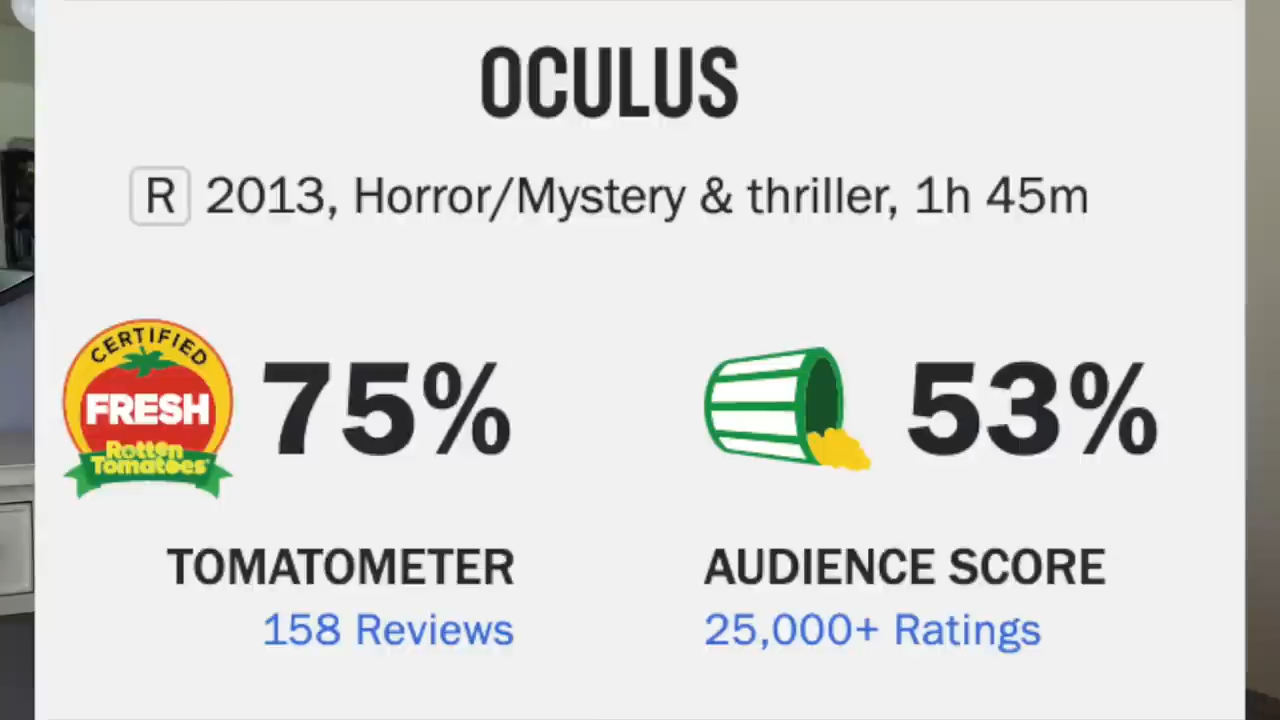 OCULUS
R 2013, Horror/Mystery & thriller, 1h 45m
CERTIFIED
FRESH
Rotten
Tomatoes
75%
53%
TOMATOMETER
AUDIENCE SCORE
158 Reviews
25,000+ Ratings